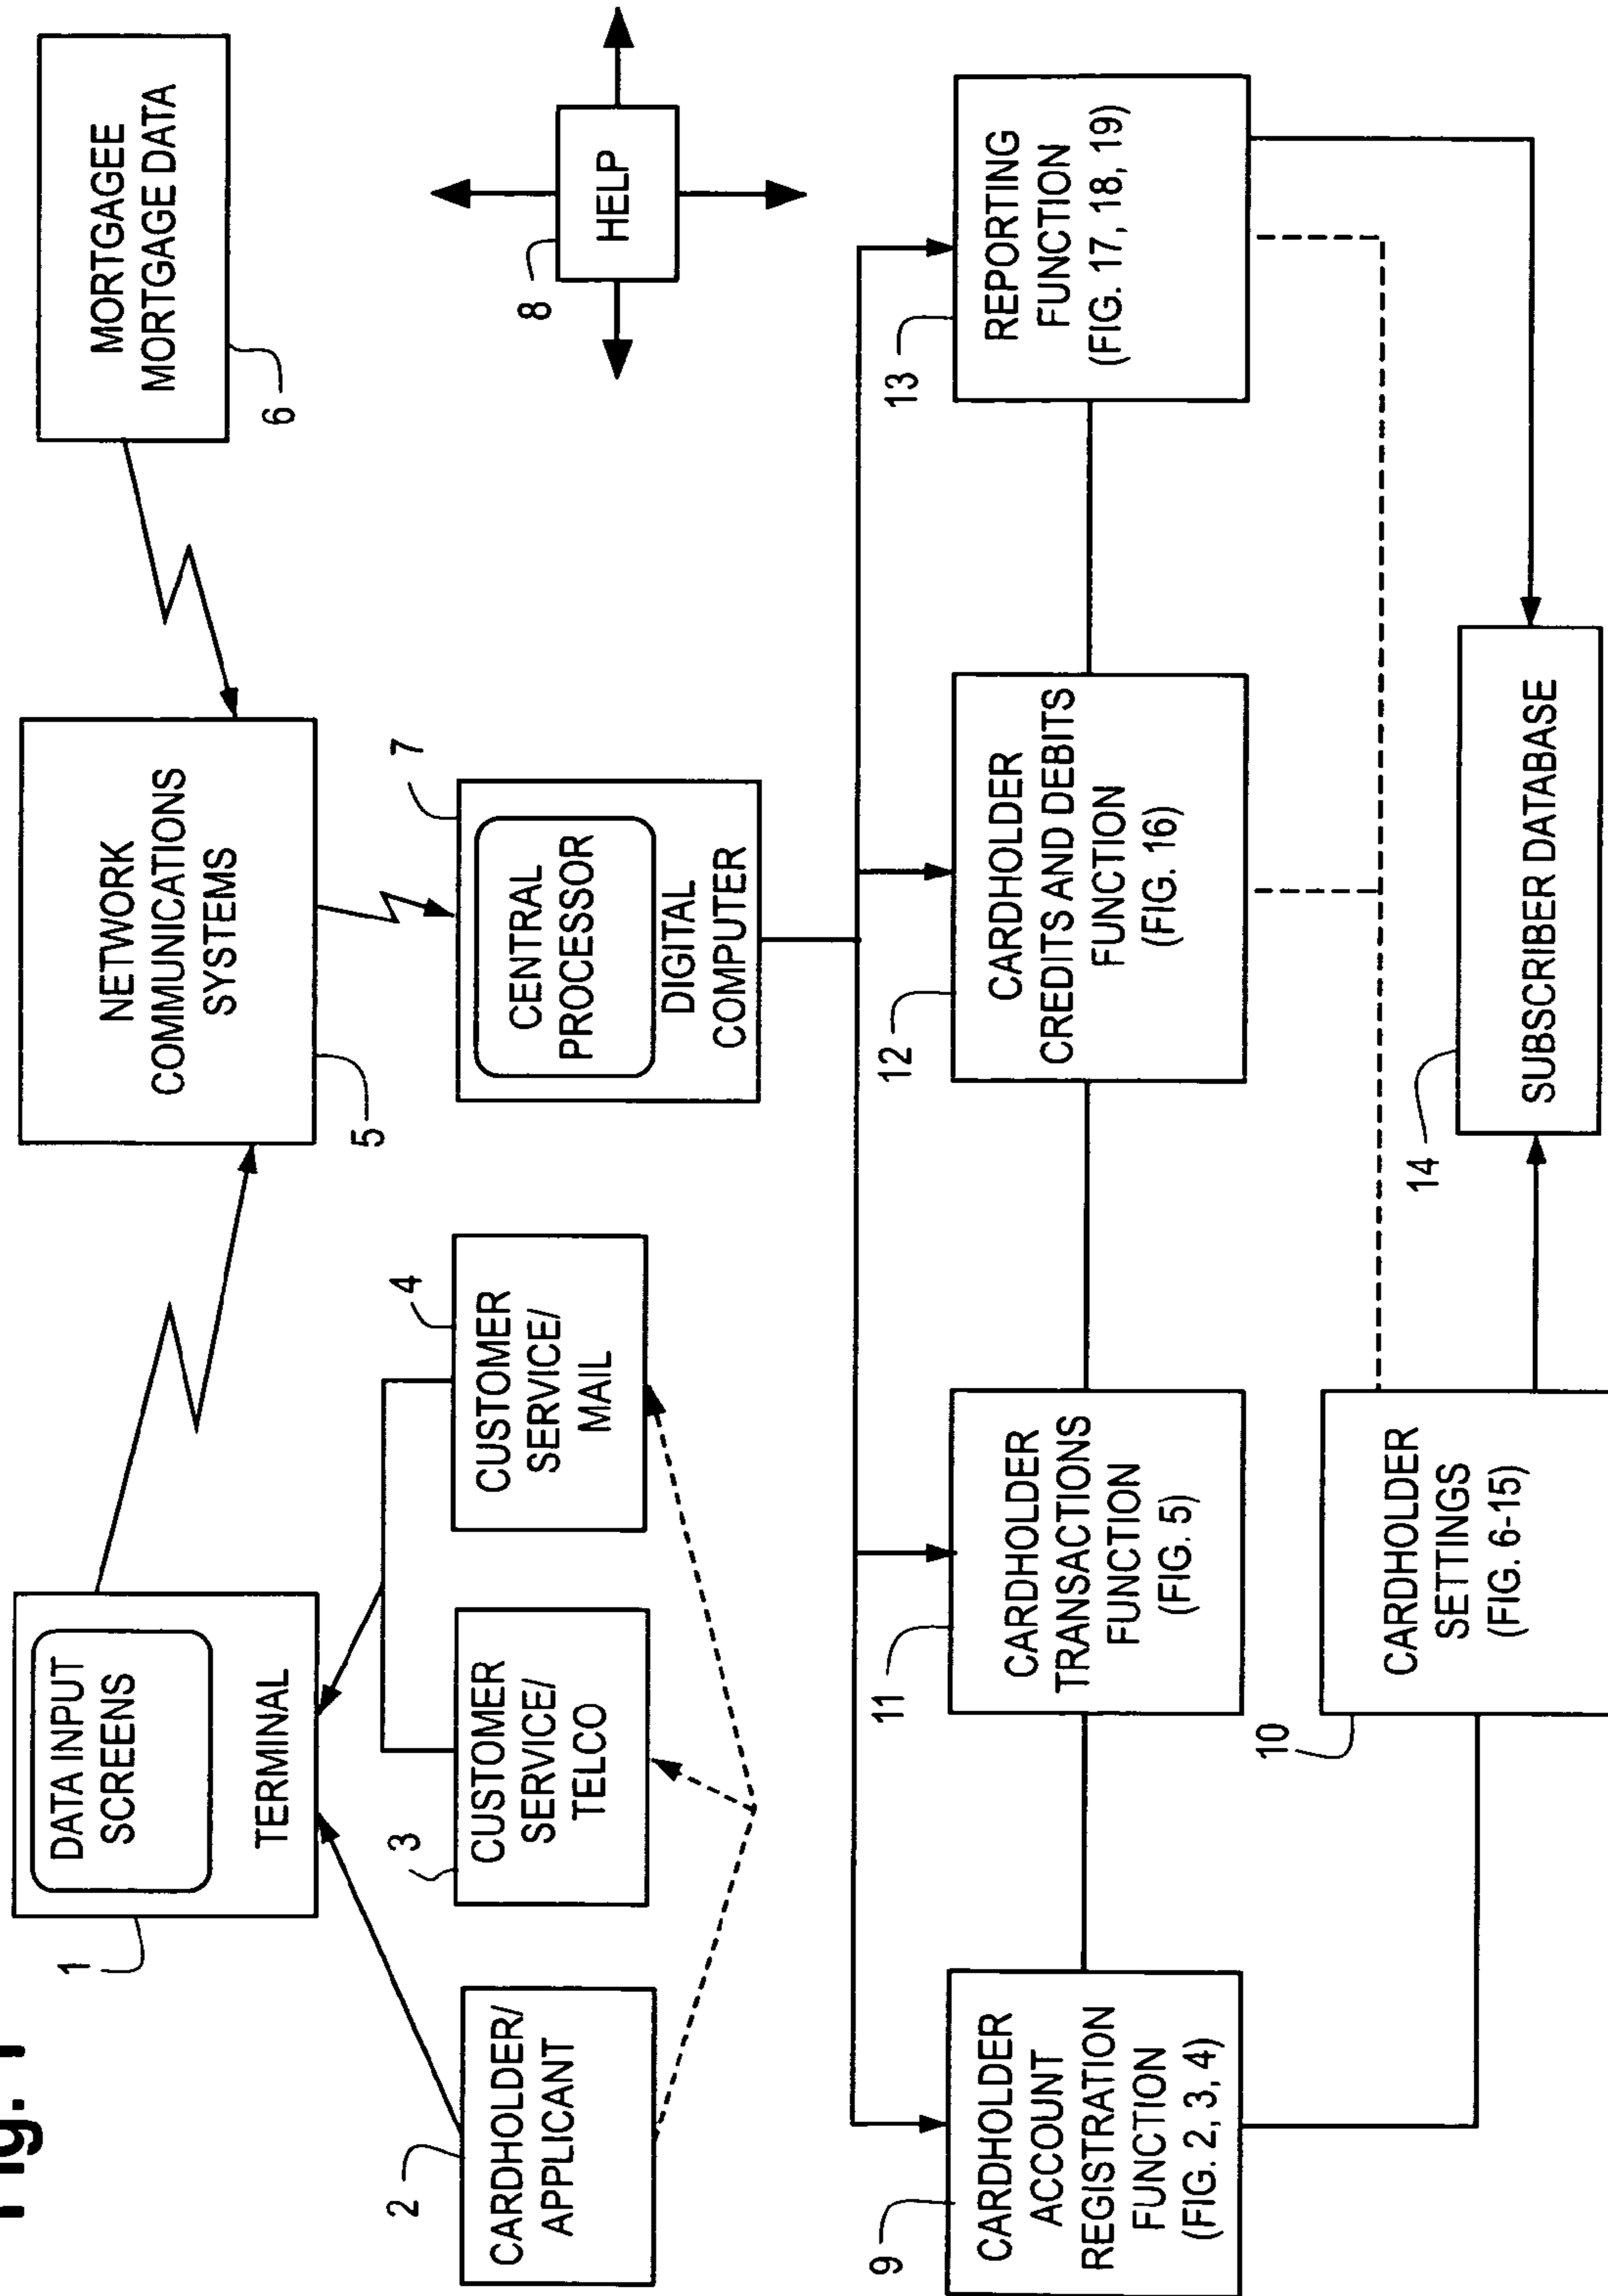 Fig. 1
DATA INPUT
SCREENS
TERMINAL
1
NETWORK
COMMUNICATIONS
SYSTEMS
5
MORTGAGEE
MORTGAGE DATA
6
2
CARDHOLDER/
APPLICANT
3
CUSTOMER
SERVICE/
TELCO
4
CUSTOMER
SERVICE/
MAIL
7
CENTRAL
PROCESSOR
DIGITAL
COMPUTER
8
HELP
9
CARDHOLDER
ACCOUNT
REGISTRATION
FUNCTION
(FIG. 2, 3, 4)
11
CARDHOLDER
TRANSACTIONS
FUNCTION
(FIG. 5)
12
CARDHOLDER
CREDITS AND DEBITS
FUNCTION
(FIG. 16)
13
REPORTING
FUNCTION
(FIG. 17, 18, 19)
10
CARDHOLDER
SETTINGS
(FIG. 6-15)
14
SUBSCRIBER DATABASE